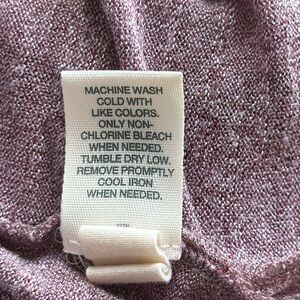 MACHINE WASH
COLD WITH
LIKE COLORS.
ONLY NON-
CHLORINE BLEACH
WHEN NEEDED.
TUMBLE DRY LOW.
REMOVE PROMPTLY
COOL IRON
WHEN NEEDED.